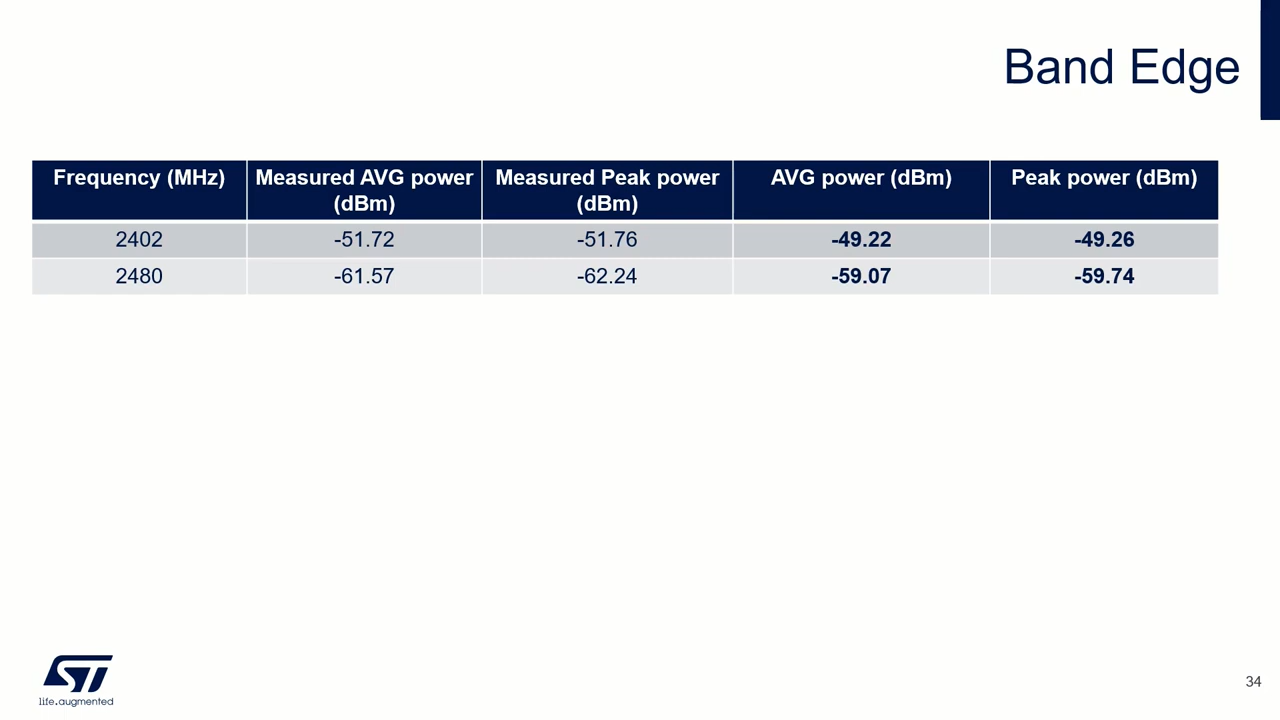 Band Edge
Frequency (MHz) Measured AVG power (dBm) Measured Peak power (dBm) AVG power (dBm) Peak power (dBm)
2402 -51.72 -51.76 -49.22 -49.26
2480 -61.57 -62.24 -59.07 -59.74
ST
life.augmented
34